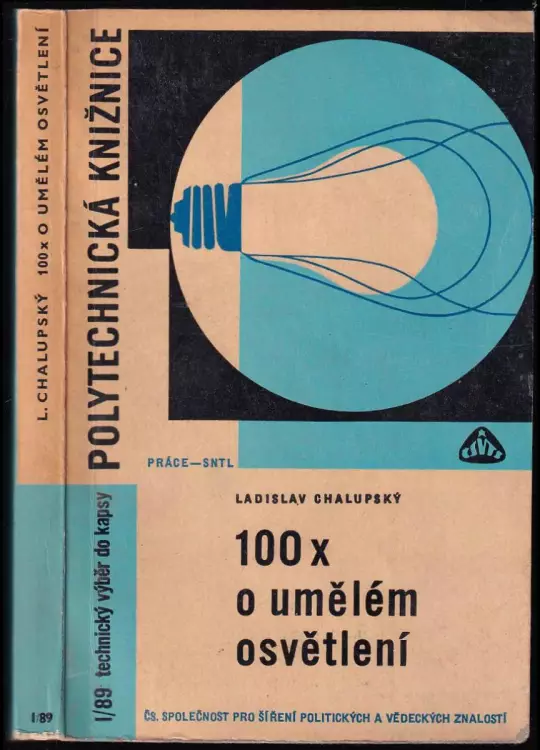 L. CHALUPSKÝ 100 x O UMĚLÉM OSVĚTLENÍ
I/89
I/89 technický výběr do kapsy POLYTECHNICKÁ KNIŽNICE
PRÁCE—SNTL
LADISLAV CHALUPSKÝ
100 x
o umělém
osvětlení
ČS. SPOLEČNOST PRO ŠÍŘENÍ POLITICKÝCH A VĚDECKÝCH ZNALOSTÍ